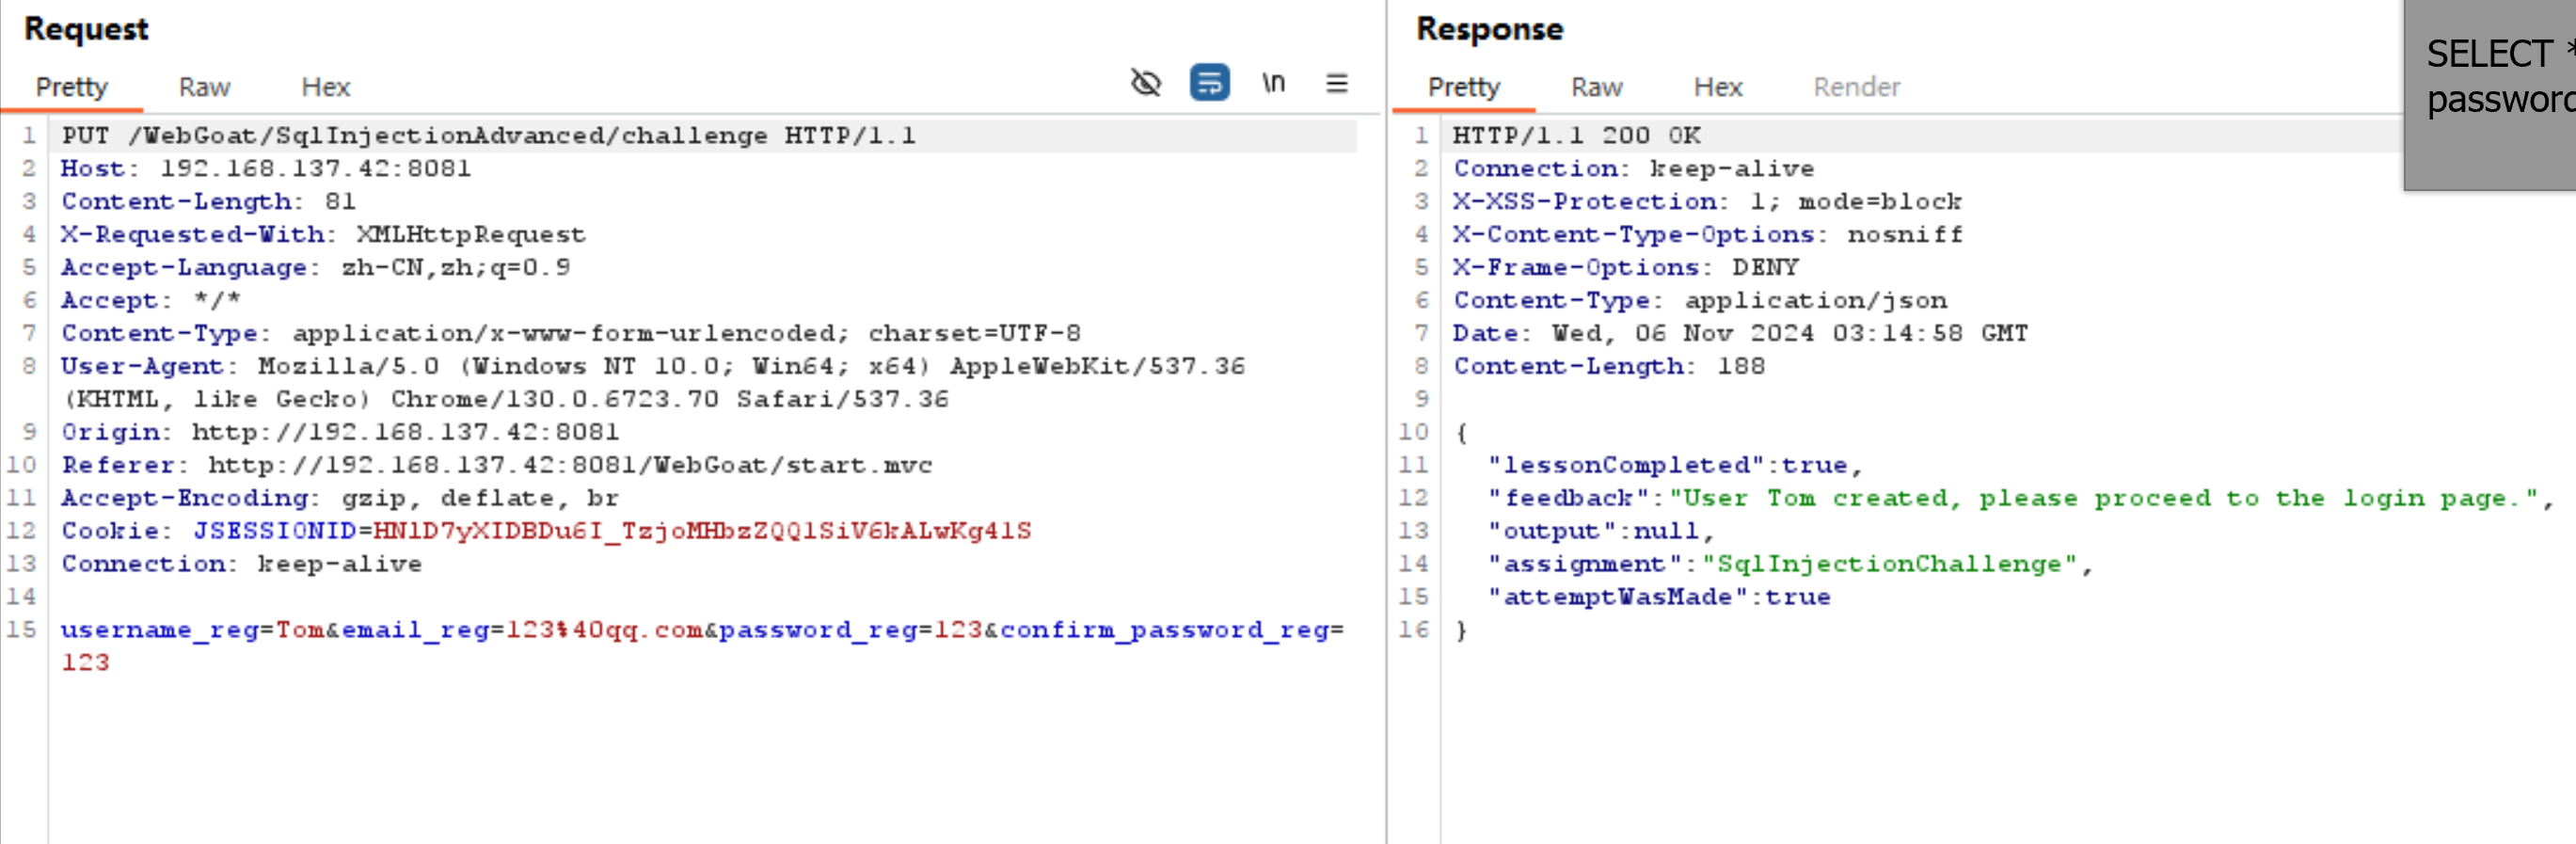 Request
Pretty Raw Hex \n
1 PUT /WebGoat/SqlInjectionAdvanced/challenge HTTP/1.1
2 Host: 192.168.137.42:8081
3 Content-Length: 81
4 X-Requested-With: XMLHttpRequest
5 Accept-Language: zh-CN,zh;q=0.9
6 Accept: */*
7 Content-Type: application/x-www-form-urlencoded; charset=UTF-8
8 User-Agent: Mozilla/5.0 (Windows NT 10.0; Win64; x64) AppleWebKit/537.36
(KHTML, like Gecko) Chrome/130.0.6723.70 Safari/537.36
9 Origin: http://192.168.137.42:8081
10 Referer: http://192.168.137.42:8081/WebGoat/start.mvc
11 Accept-Encoding: gzip, deflate, br
12 Cookie: JSESSIONID=HN1D7yXIDBDu6I_TzjoMHbzZQQ1SiV6kALwKg41S
13 Connection: keep-alive
14
15 username_reg=Tom&email_reg=123%40qq.com&password_reg=123&confirm_password_reg=
123
Response
Pretty Raw Hex Render
1 HTTP/1.1 200 OK
2 Connection: keep-alive
3 X-XSS-Protection: 1; mode=block
4 X-Content-Type-Options: nosniff
5 X-Frame-Options: DENY
6 Content-Type: application/json
7 Date: Wed, 06 Nov 2024 03:14:58 GMT
8 Content-Length: 188
9
10 {
11 "lessonCompleted":true,
12 "feedback":"User Tom created, please proceed to the login page.",
13 "output":null,
14 "assignment":"SqlInjectionChallenge",
15 "attemptWasMade":true
16 }
SELECT *